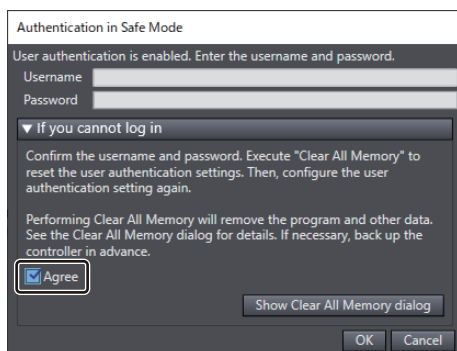 Authentication in Safe Mode
User authentication is enabled. Enter the username and password.
Username
Password
▼ If you cannot log in
Confirm the username and password. Execute "Clear All Memory" to
reset the user authentication settings. Then, configure the user
authentication setting again.
Performing Clear All Memory will remove the program and other data.
See the Clear All Memory dialog for details. If necessary, back up the
controller in advance.
Agree
Show Clear All Memory dialog
OK Cancel